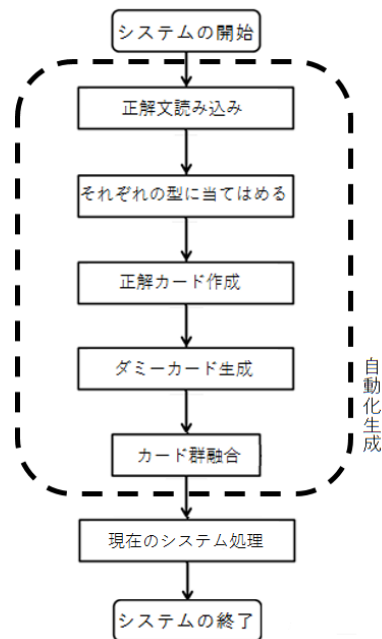 システムの開始
正解文読み込み
それぞれの型に当てはめる
正解カード作成
ダミーカード生成
カード群融合
自動化生成
現在のシステム処理
システムの終了